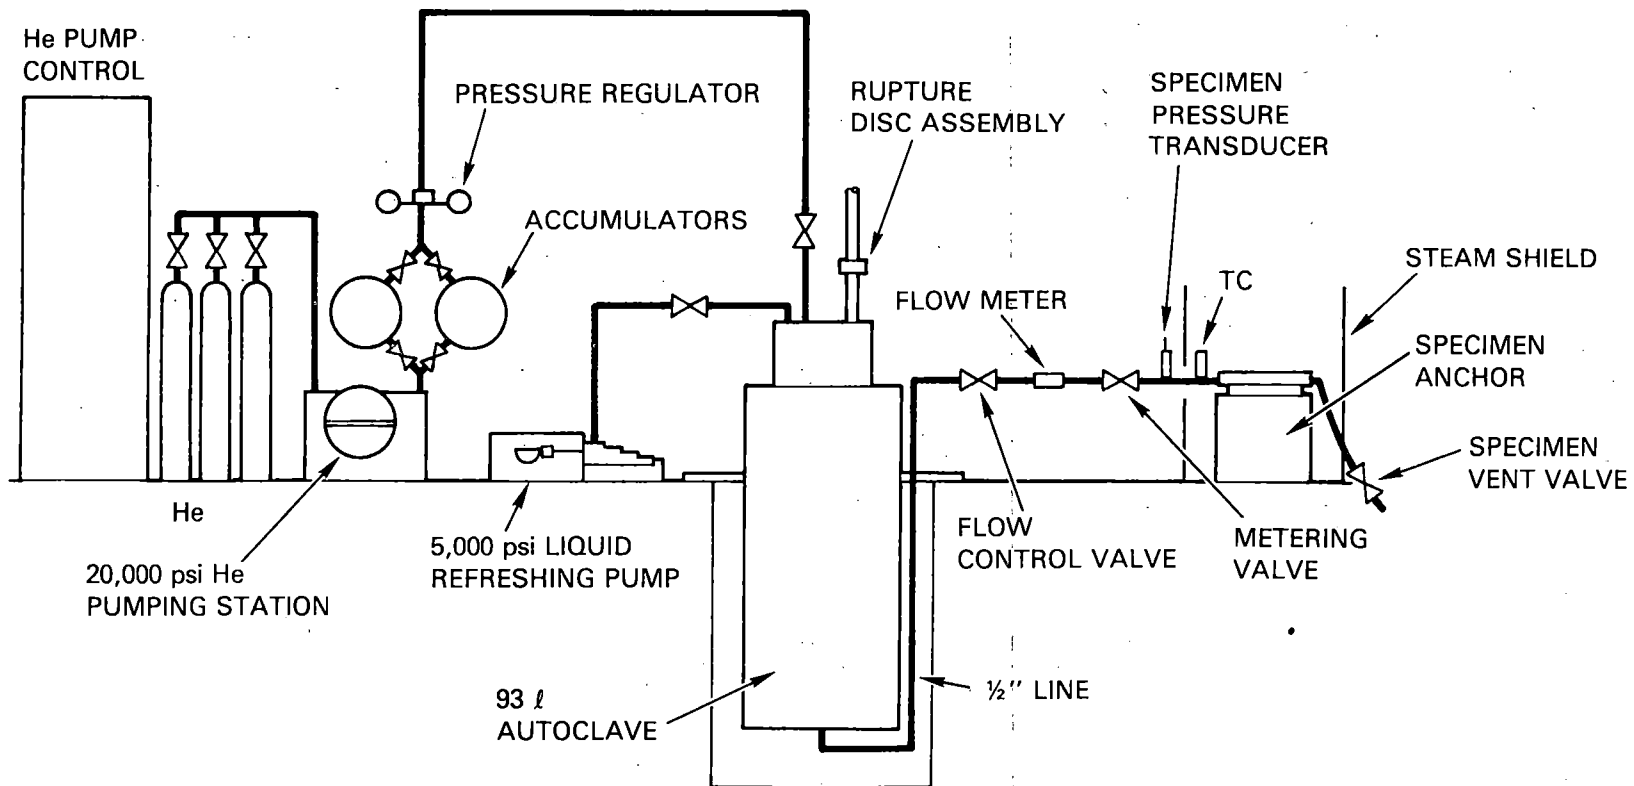 He PUMP
CONTROL
PRESSURE REGULATOR
RUPTURE
DISC ASSEMBLY
SPECIMEN
PRESSURE
TRANSDUCER
ACCUMULATORS
FLOW METER
TC
STEAM SHIELD
SPECIMEN
ANCHOR
SPECIMEN
VENT VALVE
He
20,000 psi He
PUMPING STATION
5,000 psi LIQUID
REFRESHING PUMP
FLOW
CONTROL VALVE
METERING
VALVE
93 ℓ
AUTOCLAVE
½" LINE